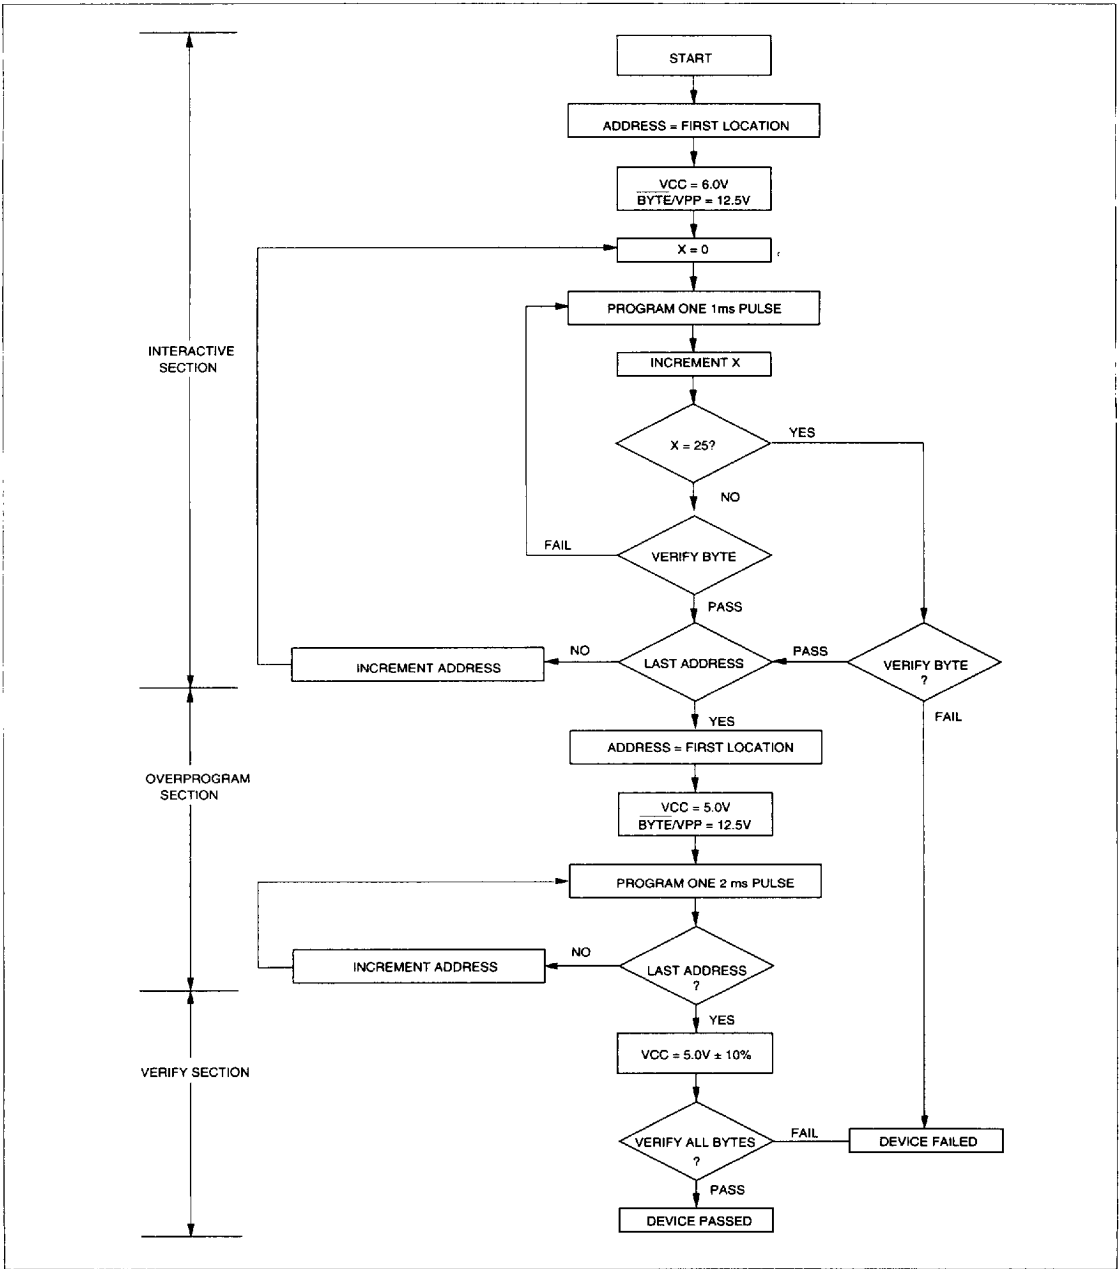 START
ADDRESS = FIRST LOCATION
VCC = 6.0V
BYTE/VPP = 12.5V
X = 0
PROGRAM ONE 1ms PULSE
INTERACTIVE
SECTION
INCREMENT X
X = 25?
YES
NO
VERIFY BYTE
FAIL
PASS
INCREMENT ADDRESS
NO
LAST ADDRESS
PASS
VERIFY BYTE
?
FAIL
YES
ADDRESS = FIRST LOCATION
OVERPROGRAM
SECTION
VCC = 5.0V
BYTE/VPP = 12.5V
PROGRAM ONE 2 ms PULSE
INCREMENT ADDRESS
NO
LAST ADDRESS
?
YES
VCC = 5.0V ± 10%
VERIFY SECTION
VERIFY ALL BYTES
?
FAIL
DEVICE FAILED
PASS
DEVICE PASSED